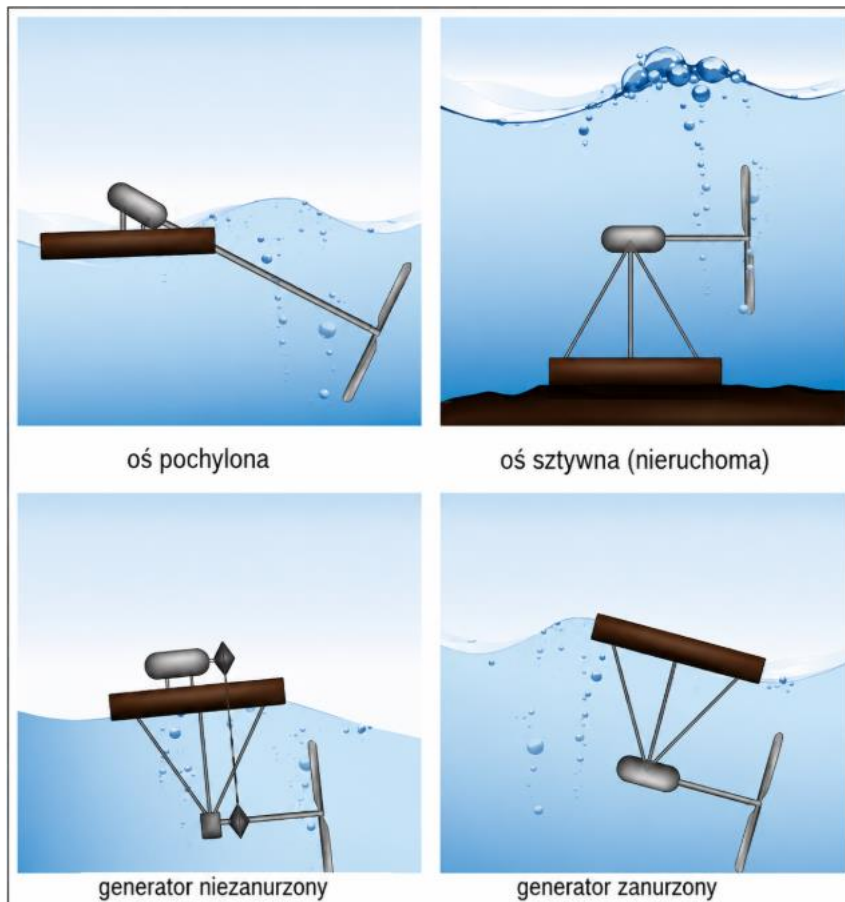 oś pochylona
oś sztywna (nieruchoma)
generator niezanurzony
generator zanurzony